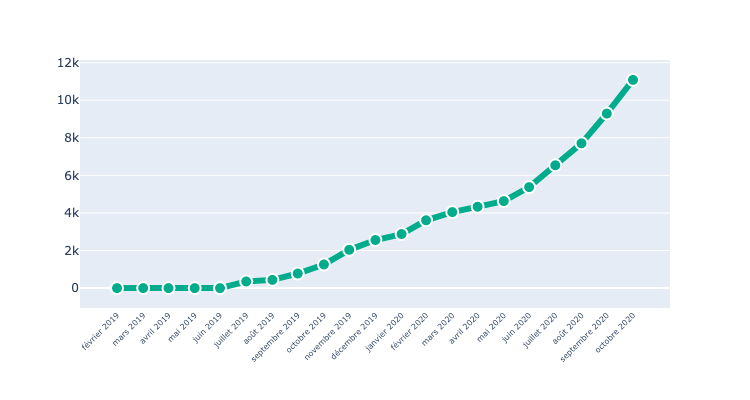 12k
10k
8k
6k
4k
2k
0
février 2019
mars 2019
avril 2019
mai 2019
juin 2019
juillet 2019
août 2019
septembre 2019
octobre 2019
novembre 2019
décembre 2019
janvier 2020
février 2020
mars 2020
avril 2020
mai 2020
juin 2020
juillet 2020
août 2020
septembre 2020
octobre 2020